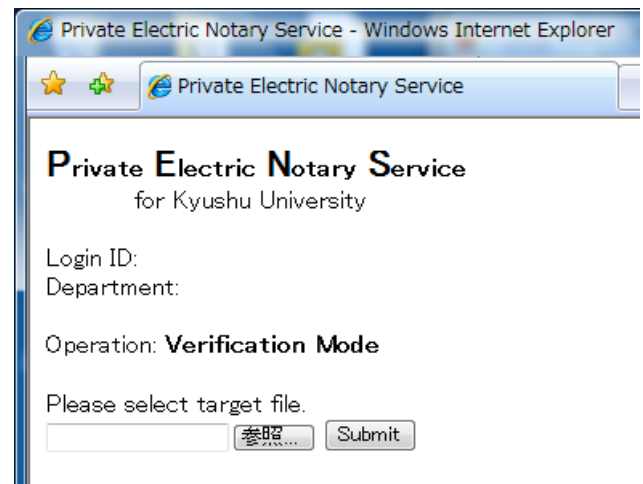 Private Electric Notary Service - Windows Internet Explorer
Private Electric Notary Service
Private Electric Notary Service
for Kyushu University
Login ID:
Department:
Operation: Verification Mode
Please select target file.
参照... Submit